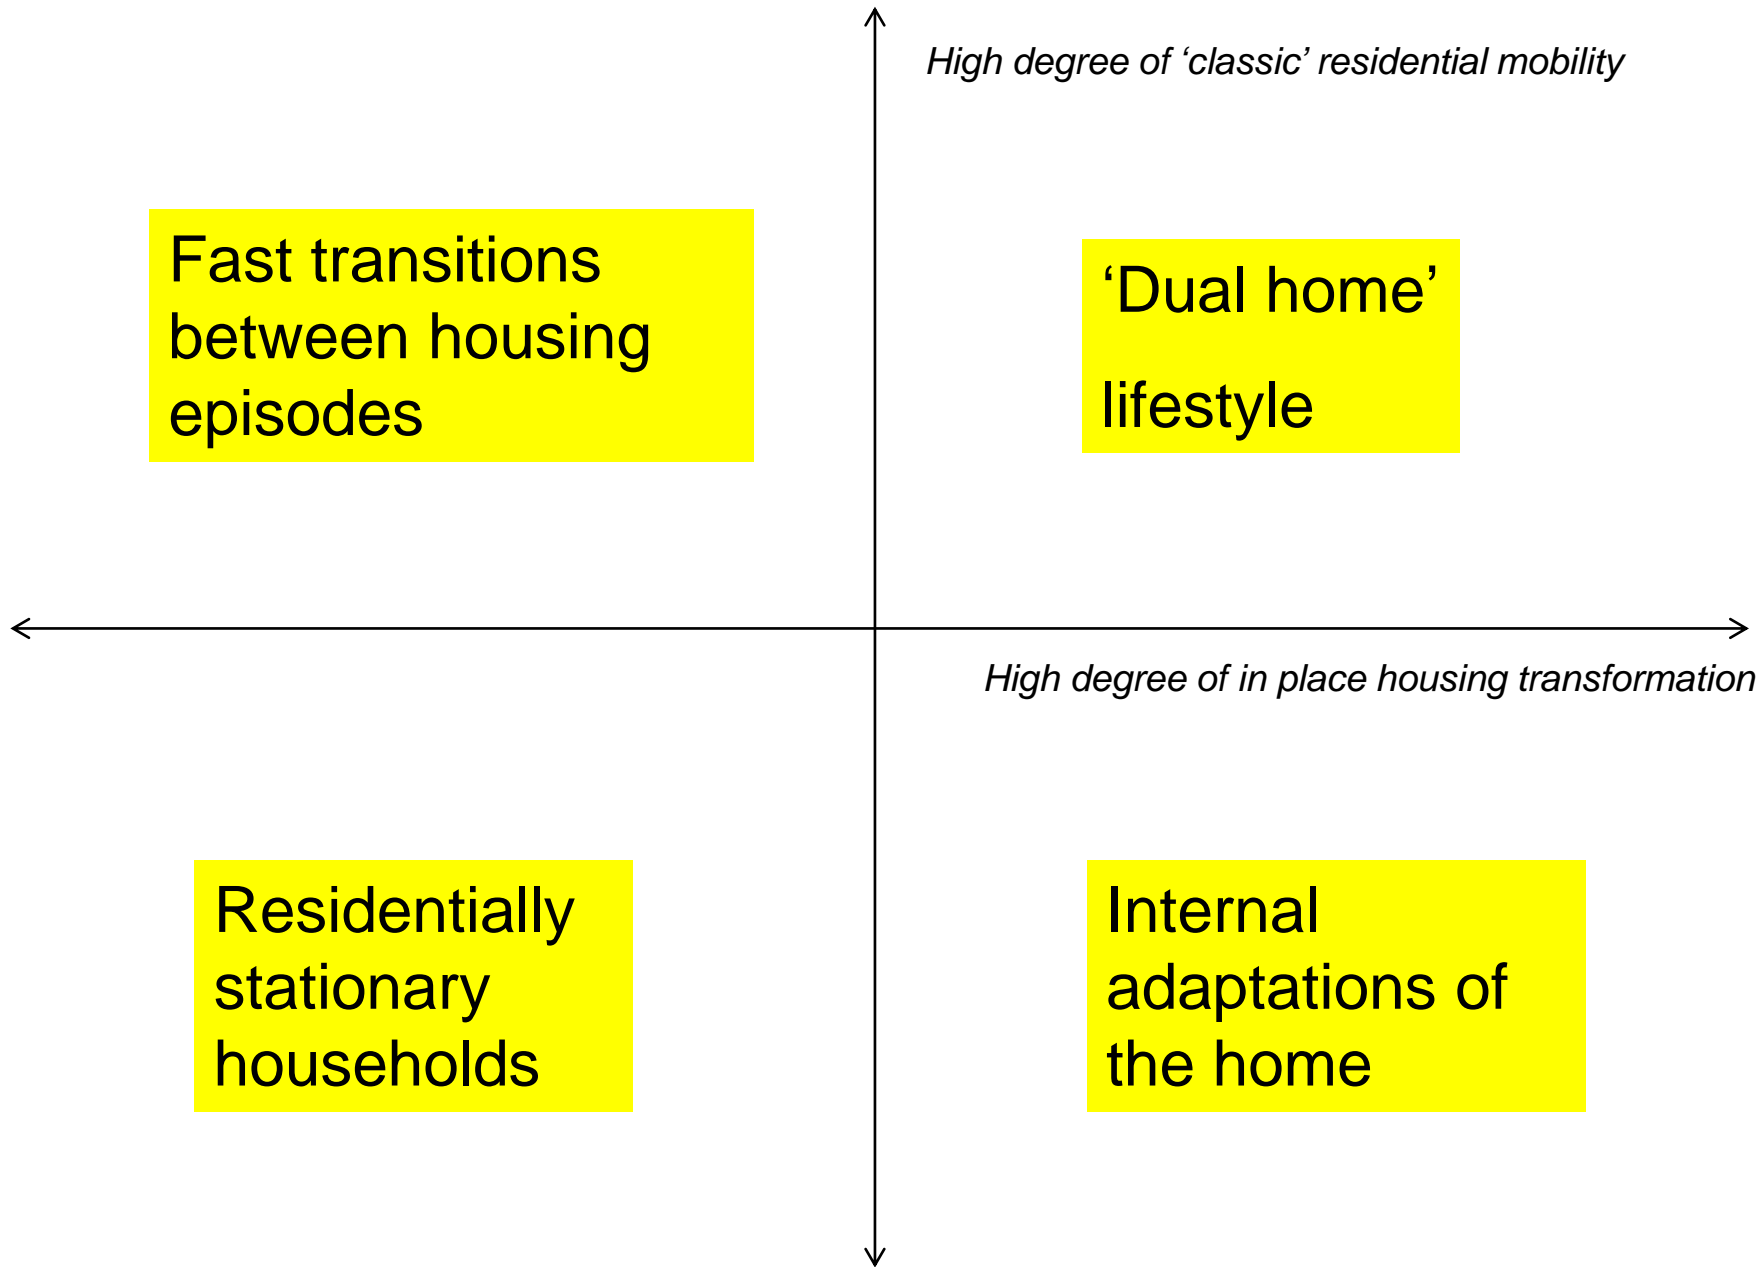 High degree of ‘classic’ residential mobility
Fast transitions
between housing
episodes
‘Dual home’
lifestyle
High degree of in place housing transformation
Residentially
stationary
households
Internal
adaptations of
the home